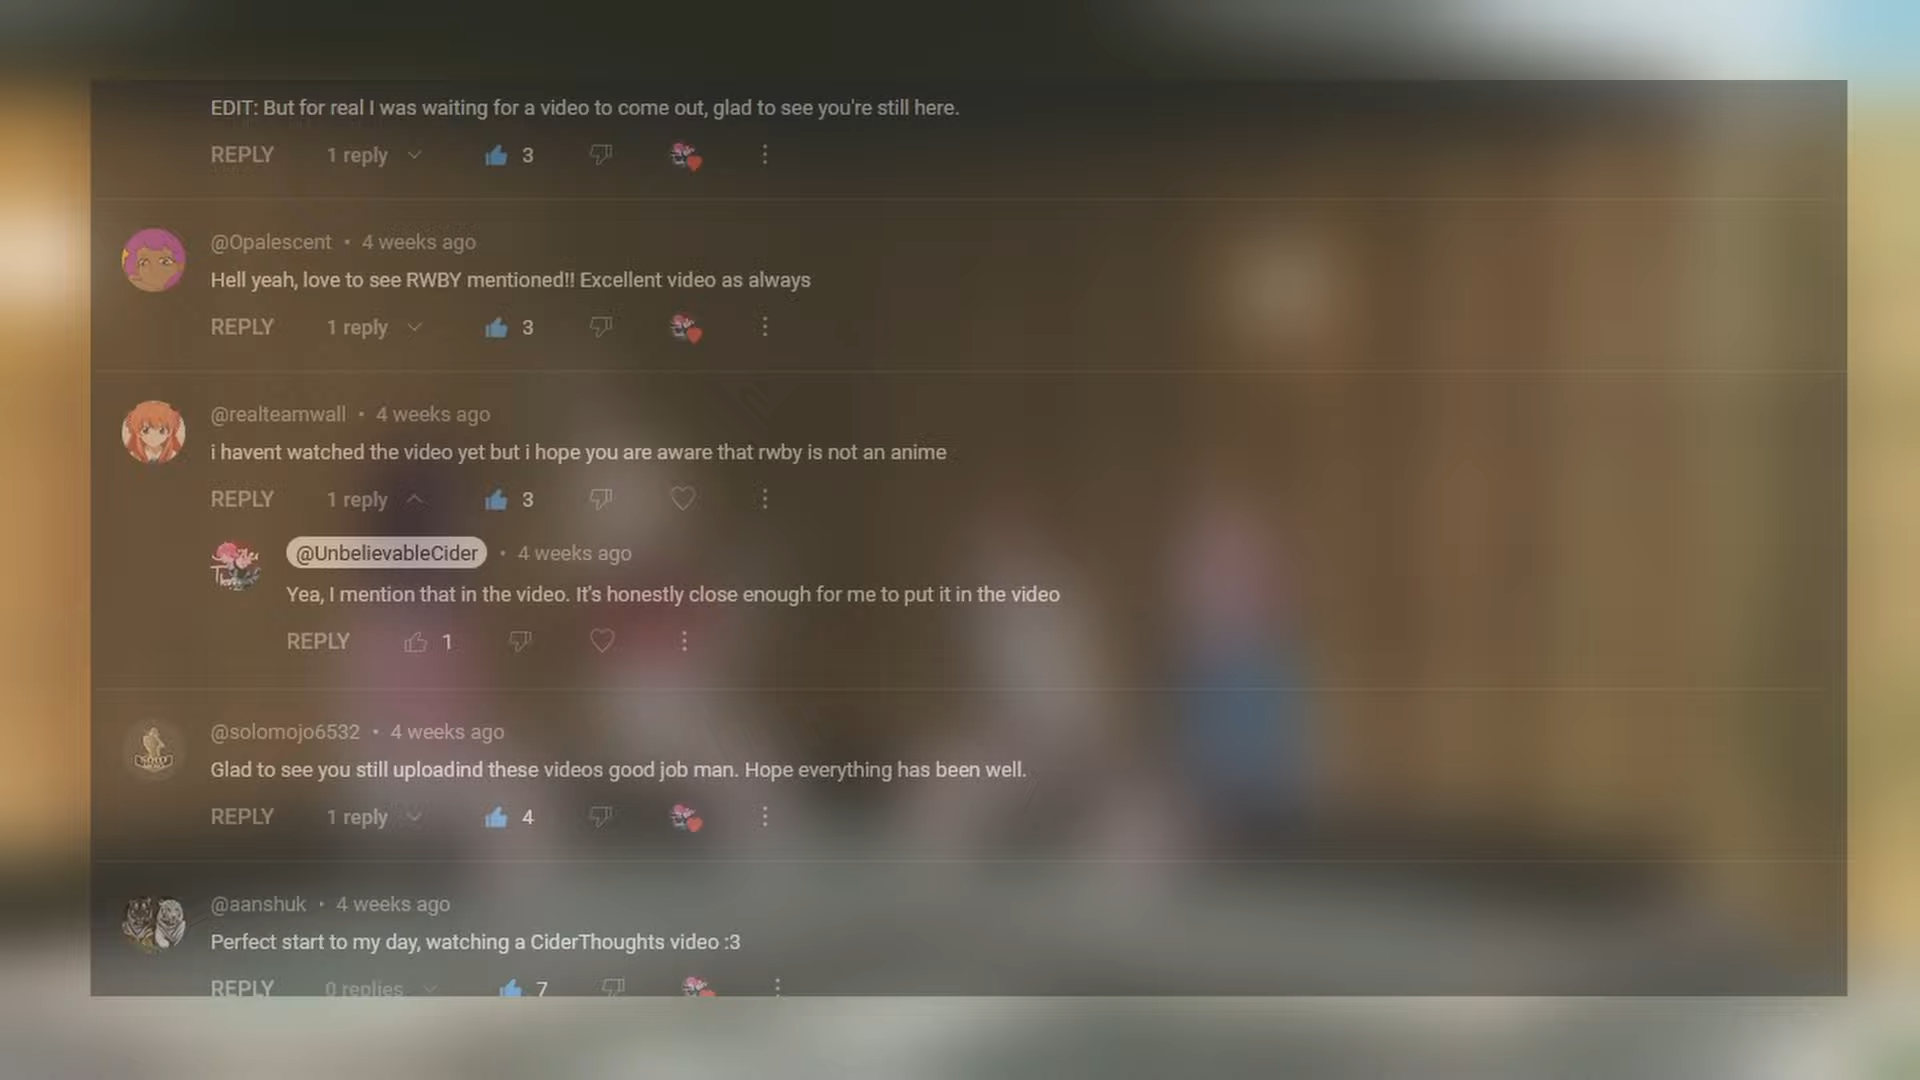 EDIT: But for real I was waiting for a video to come out, glad to see you're still here.
REPLY 1 reply 3
@Opalescent • 4 weeks ago
Hell yeah, love to see RWBY mentioned!! Excellent video as always
REPLY 1 reply 3
@realteamwall • 4 weeks ago
i havent watched the video yet but i hope you are aware that rwby is not an anime
REPLY 1 reply 3
@UnbelievableCider • 4 weeks ago
Yea, I mention that in the video. It's honestly close enough for me to put it in the video
REPLY 1
@solomojo6532 • 4 weeks ago
Glad to see you still uploadind these videos good job man. Hope everything has been well.
REPLY 1 reply 4
@aanshuk • 4 weeks ago
Perfect start to my day, watching a CiderThoughts video :3
REPLY 0 replies 7